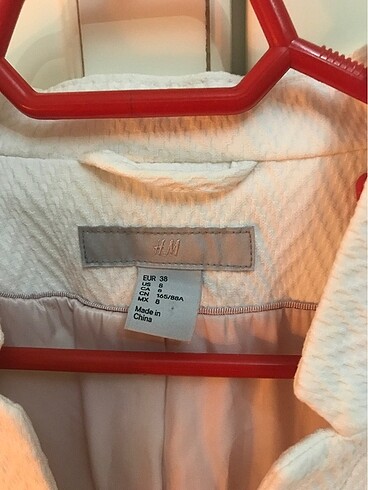 H&M
EUR 38
US 8
CA 8
CN 165/88A
MX 8
Made in
China